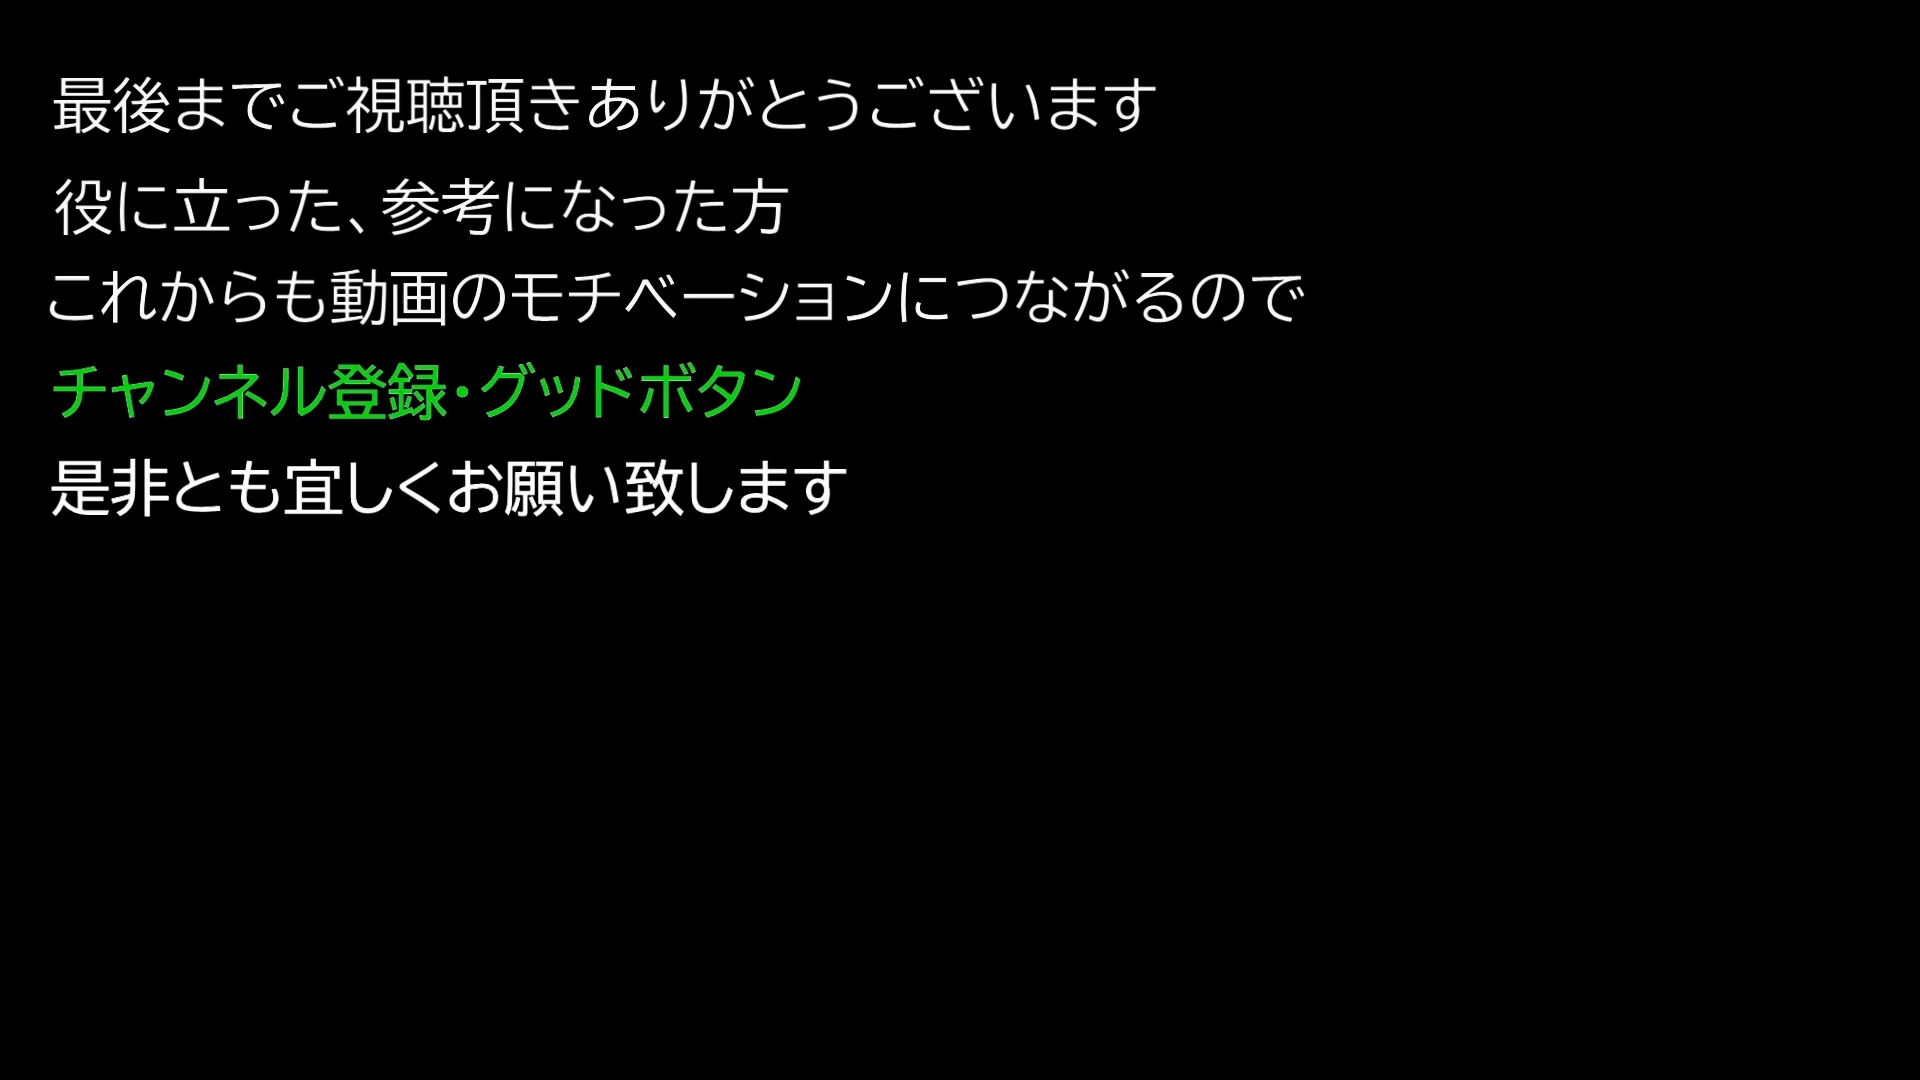 最後までご視聴頂きありがとうございます
役に立った、参考になった方
これからも動画のモチベーションにつながるので
チャンネル登録・グッドボタン
是非とも宜しくお願い致します